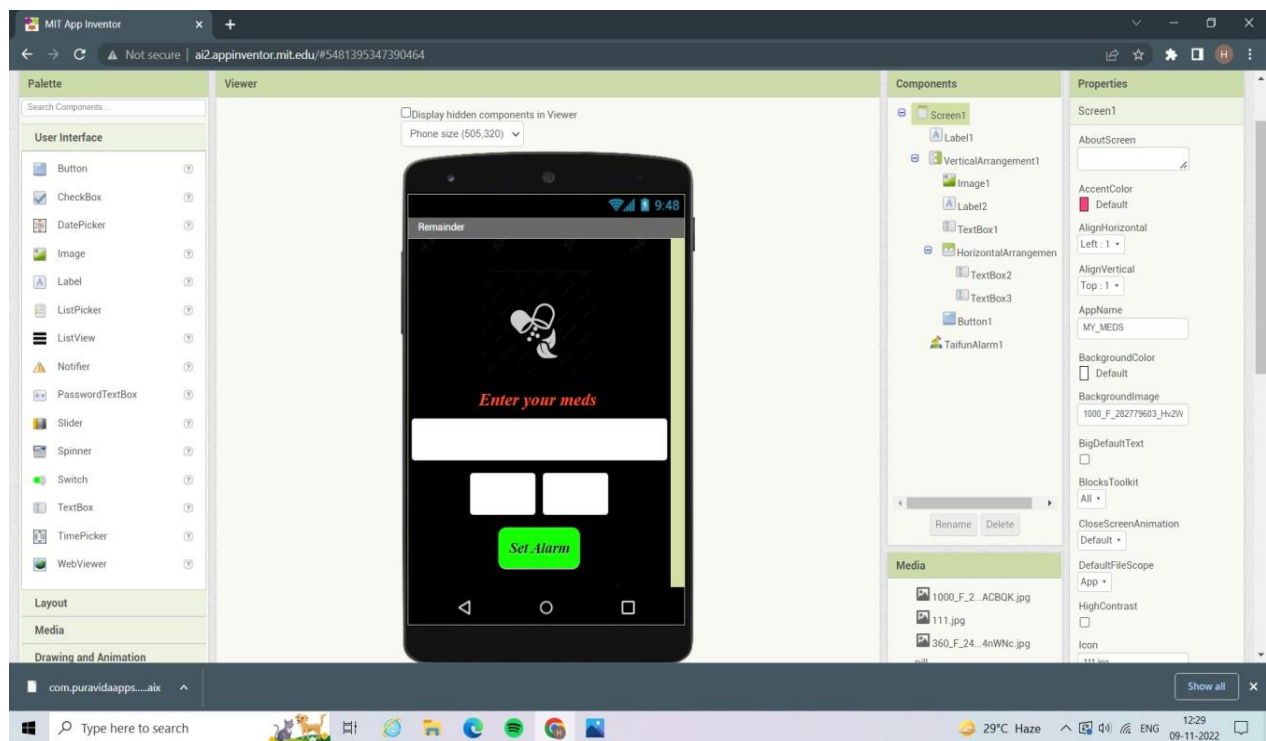 MIT App Inventor
Not secure | ai2.appinventor.mit.edu/#5481395347390464
H
Palette
Search Components...
User Interface
Button
CheckBox
DatePicker
Image
Label
ListPicker
ListView
Notifier
PasswordTextBox
Slider
Spinner
Switch
TextBox
TimePicker
WebViewer
Layout
Media
Drawing and Animation
Viewer
Display hidden components in Viewer
Phone size (505,320)
9:48
Remainder
Enter your meds
Set Alarm
Components
Screen1
Label1
VerticalArrangement1
Image1
Label2
TextBox1
HorizontalArrangemen
TextBox2
TextBox3
Button1
TaifunAlarm1
Rename Delete
Media
1000_F_2...ACBQK.jpg
111.jpg
360_F_24...4nWNc.jpg
Properties
Screen1
AboutScreen
AccentColor
Default
AlignHorizontal
Left : 1
AlignVertical
Top : 1
AppName
MY_MEDS
BackgroundColor
Default
BackgroundImage
1000_F_282779603_Hv2W
BigDefaultText
BlocksToolkit
All
CloseScreenAnimation
Default
DefaultFileScope
App
HighContrast
Icon
com.puravidaapps.....aix
Show all
Type here to search
29°C Haze
ENG
12:29
09-11-2022